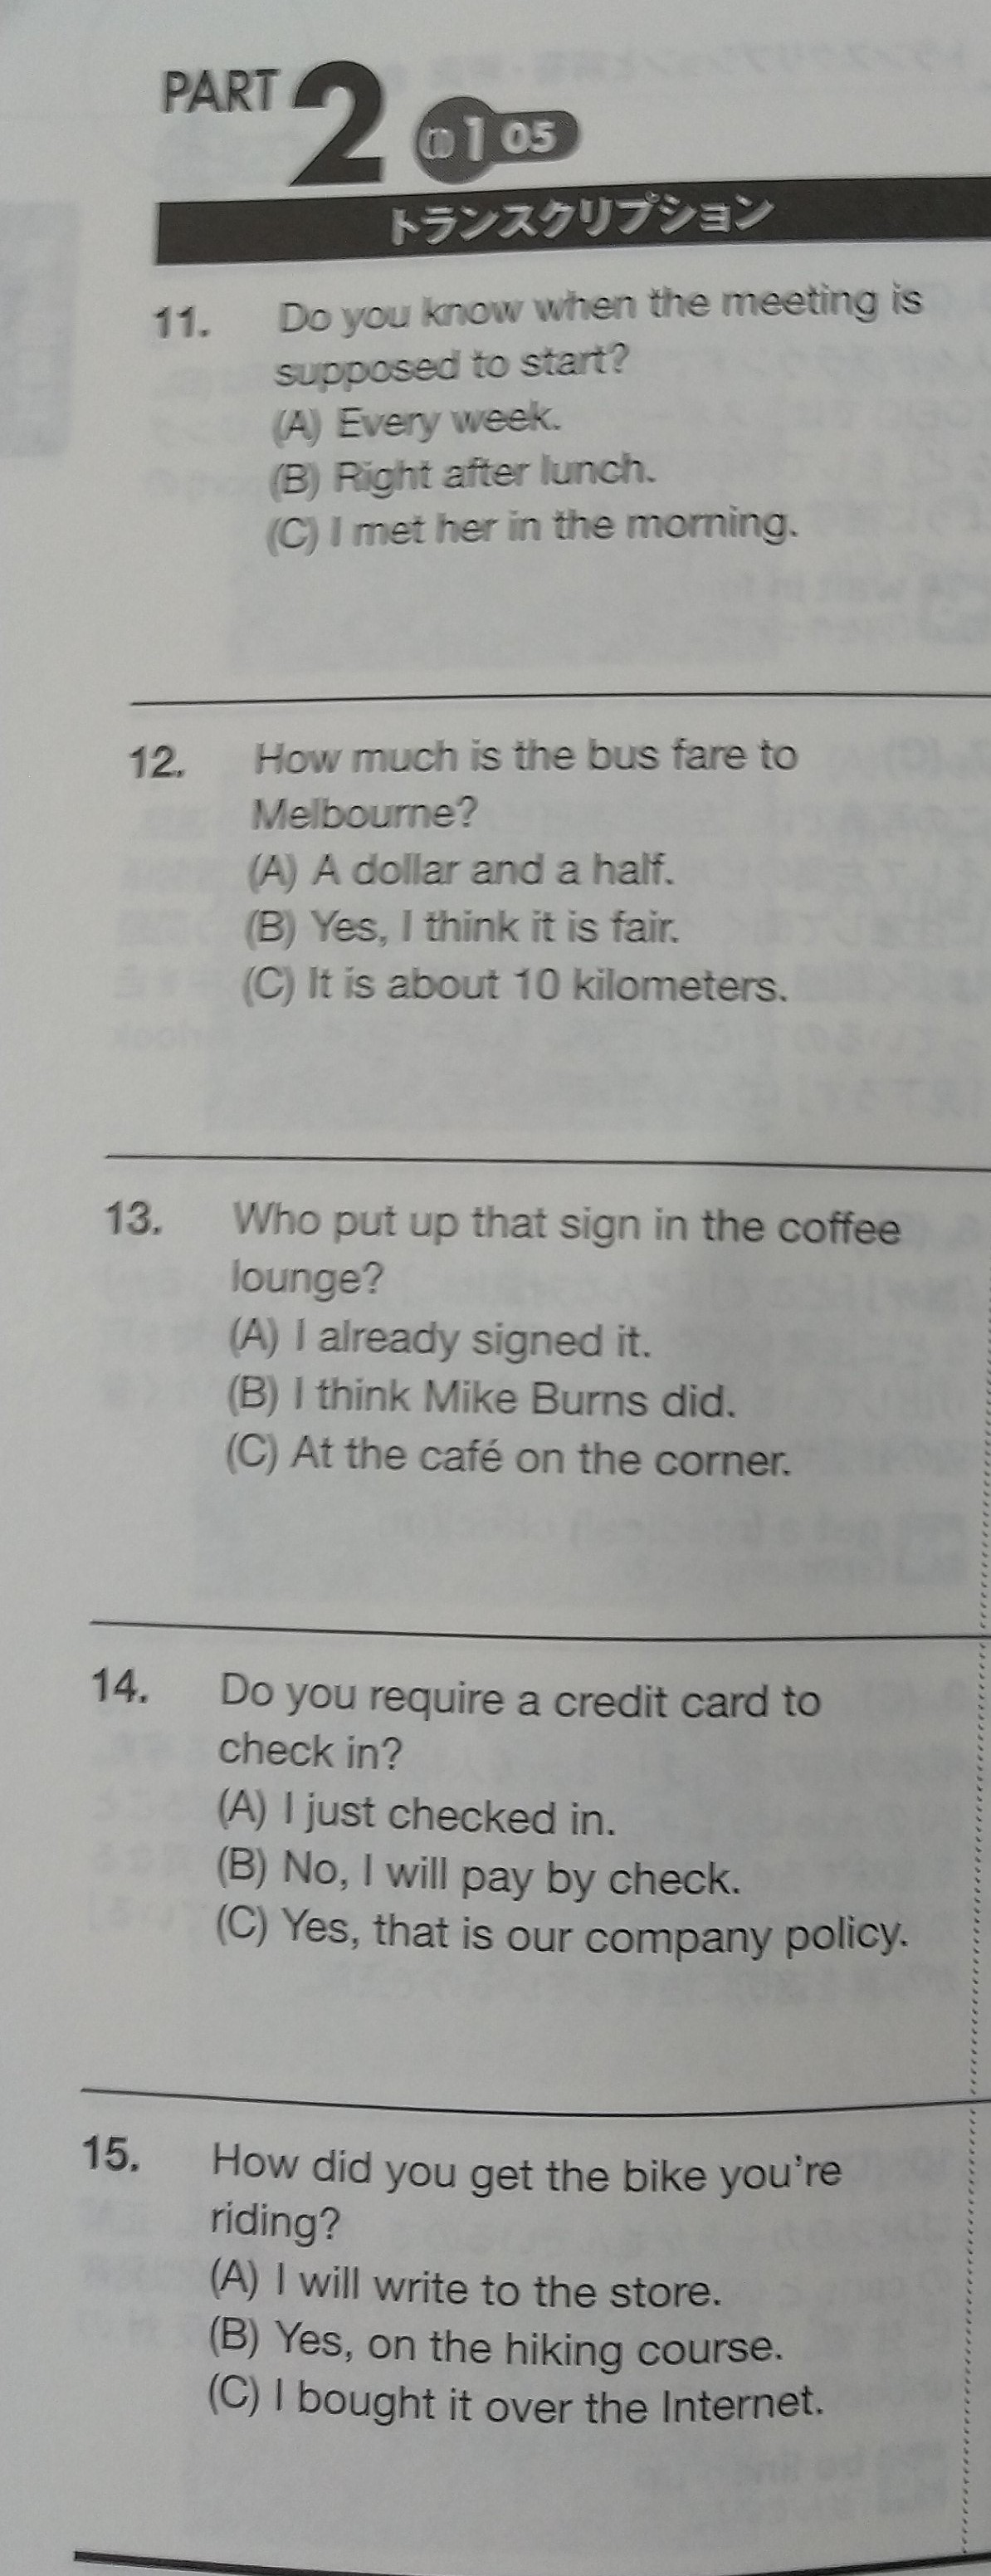 PART 2 1 05
トランスクリプション
11. Do you know when the meeting is
supposed to start?
(A) Every week.
(B) Right after lunch.
(C) I met her in the morning.
12. How much is the bus fare to
Melbourne?
(A) A dollar and a half.
(B) Yes, I think it is fair.
(C) It is about 10 kilometers.
13. Who put up that sign in the coffee
lounge?
(A) I already signed it.
(B) I think Mike Burns did.
(C) At the café on the corner.
14. Do you require a credit card to
check in?
(A) I just checked in.
(B) No, I will pay by check.
(C) Yes, that is our company policy.
15. How did you get the bike you're
riding?
(A) I will write to the store.
(B) Yes, on the hiking course.
(C) I bought it over the Internet.